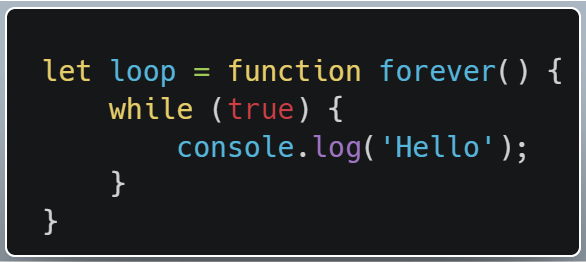 let loop = function forever() {
    while (true) {
        console.log('Hello');
    }
}